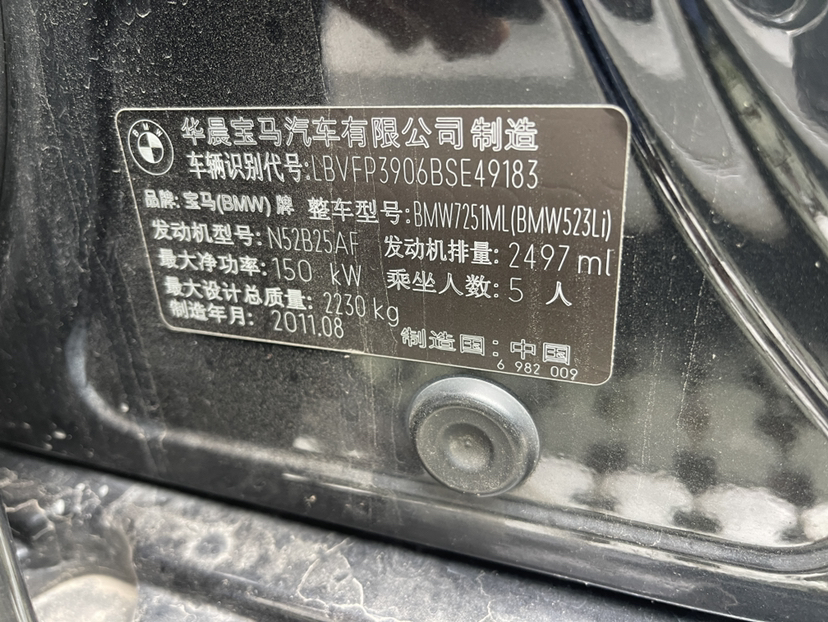 BMW
华晨宝马汽车有限公司 制造
车辆识别代号:LBVFP3906BSE49183
品牌: 宝马(BMW) 牌 整车型号:BMW7251ML(BMW523Li)
发动机型号: N52B25AF 发动机排量: 2497 ml
最大净功率: 150 kW 乘坐人数: 5 人
最大设计总质量: 2230 kg
制造年月: 2011.08 制造国: 中国
6 982 009